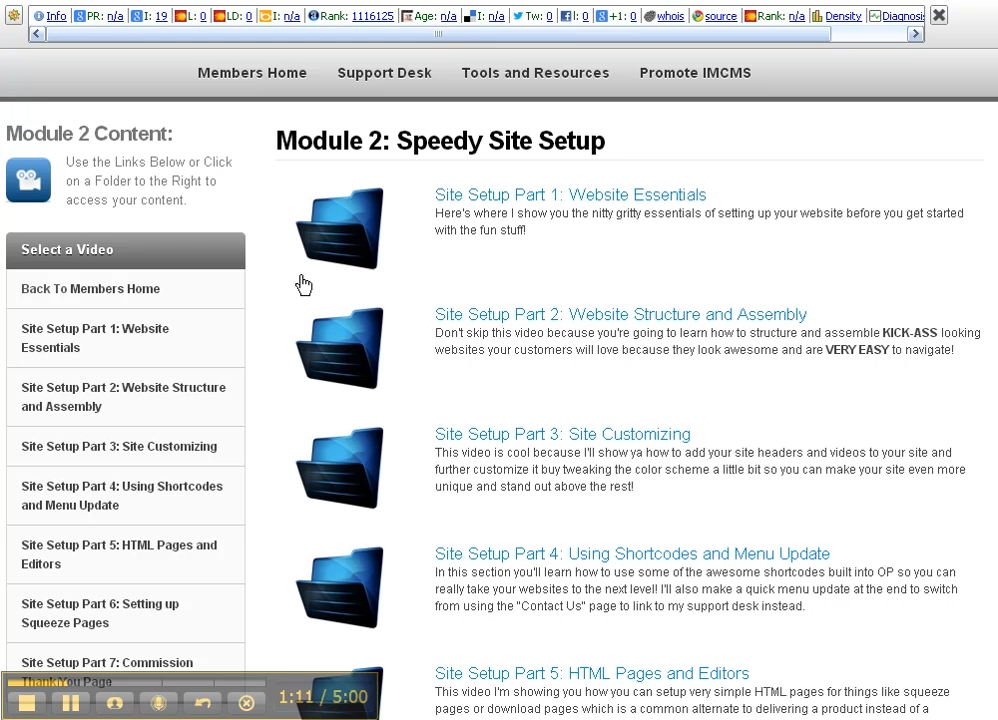 Info PR: n/a I: 19 L: 0 LD: 0 I: n/a Rank: 1116125 Age: n/a I: n/a Tw: 0 l: 0 +1: 0 whois source Rank: n/a Density Diagnosis
Members Home Support Desk Tools and Resources Promote IMCMS
Module 2 Content:
Use the Links Below or Click
on a Folder to the Right to
access your content.
Select a Video
Back To Members Home
Site Setup Part 1: Website
Essentials
Site Setup Part 2: Website Structure
and Assembly
Site Setup Part 3: Site Customizing
Site Setup Part 4: Using Shortcodes
and Menu Update
Site Setup Part 5: HTML Pages and
Editors
Site Setup Part 6: Setting up
Squeeze Pages
Site Setup Part 7: Commission
ThankYou Page
1:11 / 5:00
Module 2: Speedy Site Setup
Site Setup Part 1: Website Essentials
Here's where I show you the nitty gritty essentials of setting up your website before you get started
with the fun stuff!
Site Setup Part 2: Website Structure and Assembly
Don't skip this video because you're going to learn how to structure and assemble KICK-ASS looking
websites your customers will love because they look awesome and are VERY EASY to navigate!
Site Setup Part 3: Site Customizing
This video is cool because I'll show ya how to add your site headers and videos to your site and
further customize it buy tweaking the color scheme a little bit so you can make your site even more
unique and stand out above the rest!
Site Setup Part 4: Using Shortcodes and Menu Update
In this section you'll learn how to use some of the awesome shortcodes built into OP so you can
really take your websites to the next level! I'll also make a quick menu update at the end to switch
from using the "Contact Us" page to link to my support desk instead.
Site Setup Part 5: HTML Pages and Editors
This video I'm showing you how you can setup very simple HTML pages for things like squeeze
pages or download pages which is a common alternate to delivering a product instead of a